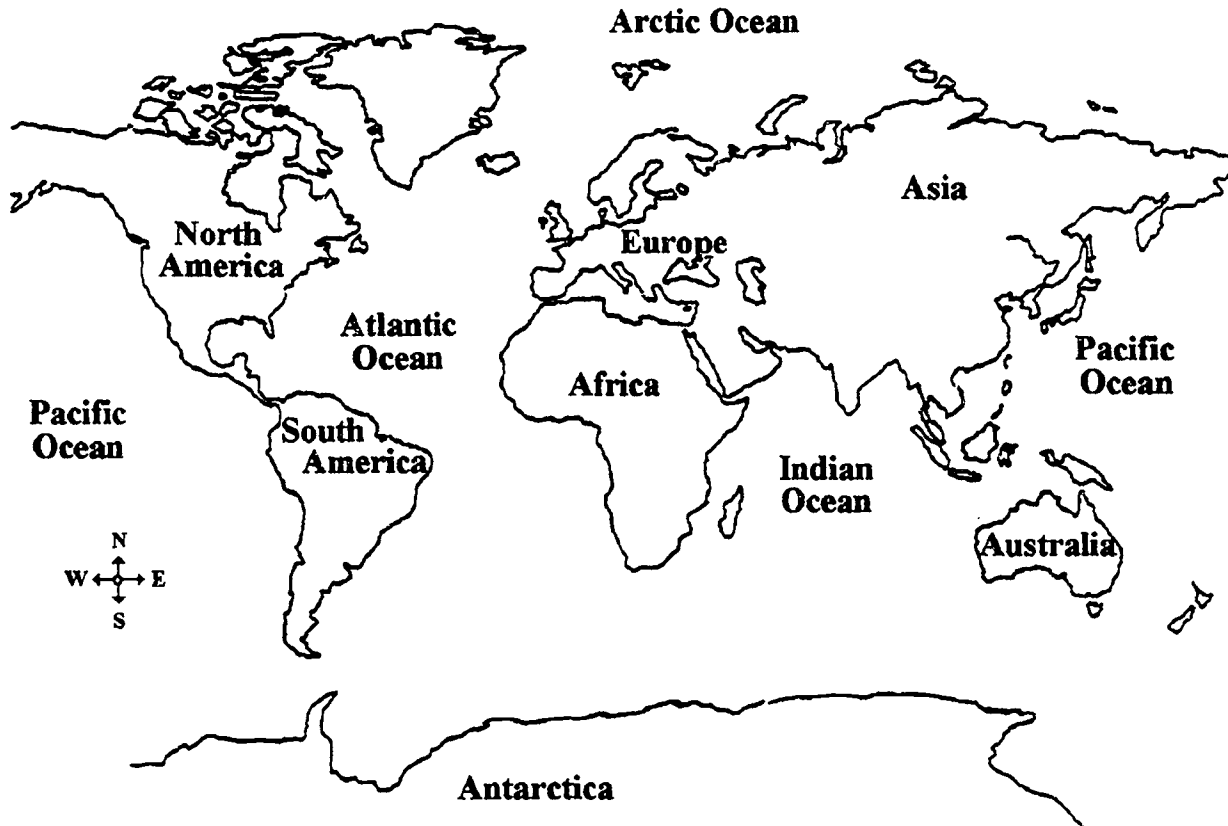 Arctic Ocean
Asia
North
America
Europe
Atlantic
Ocean
Africa
Pacific
Ocean
Pacific
Ocean
South
America
Indian
Ocean
Australia
N
W E
S
Antarctica